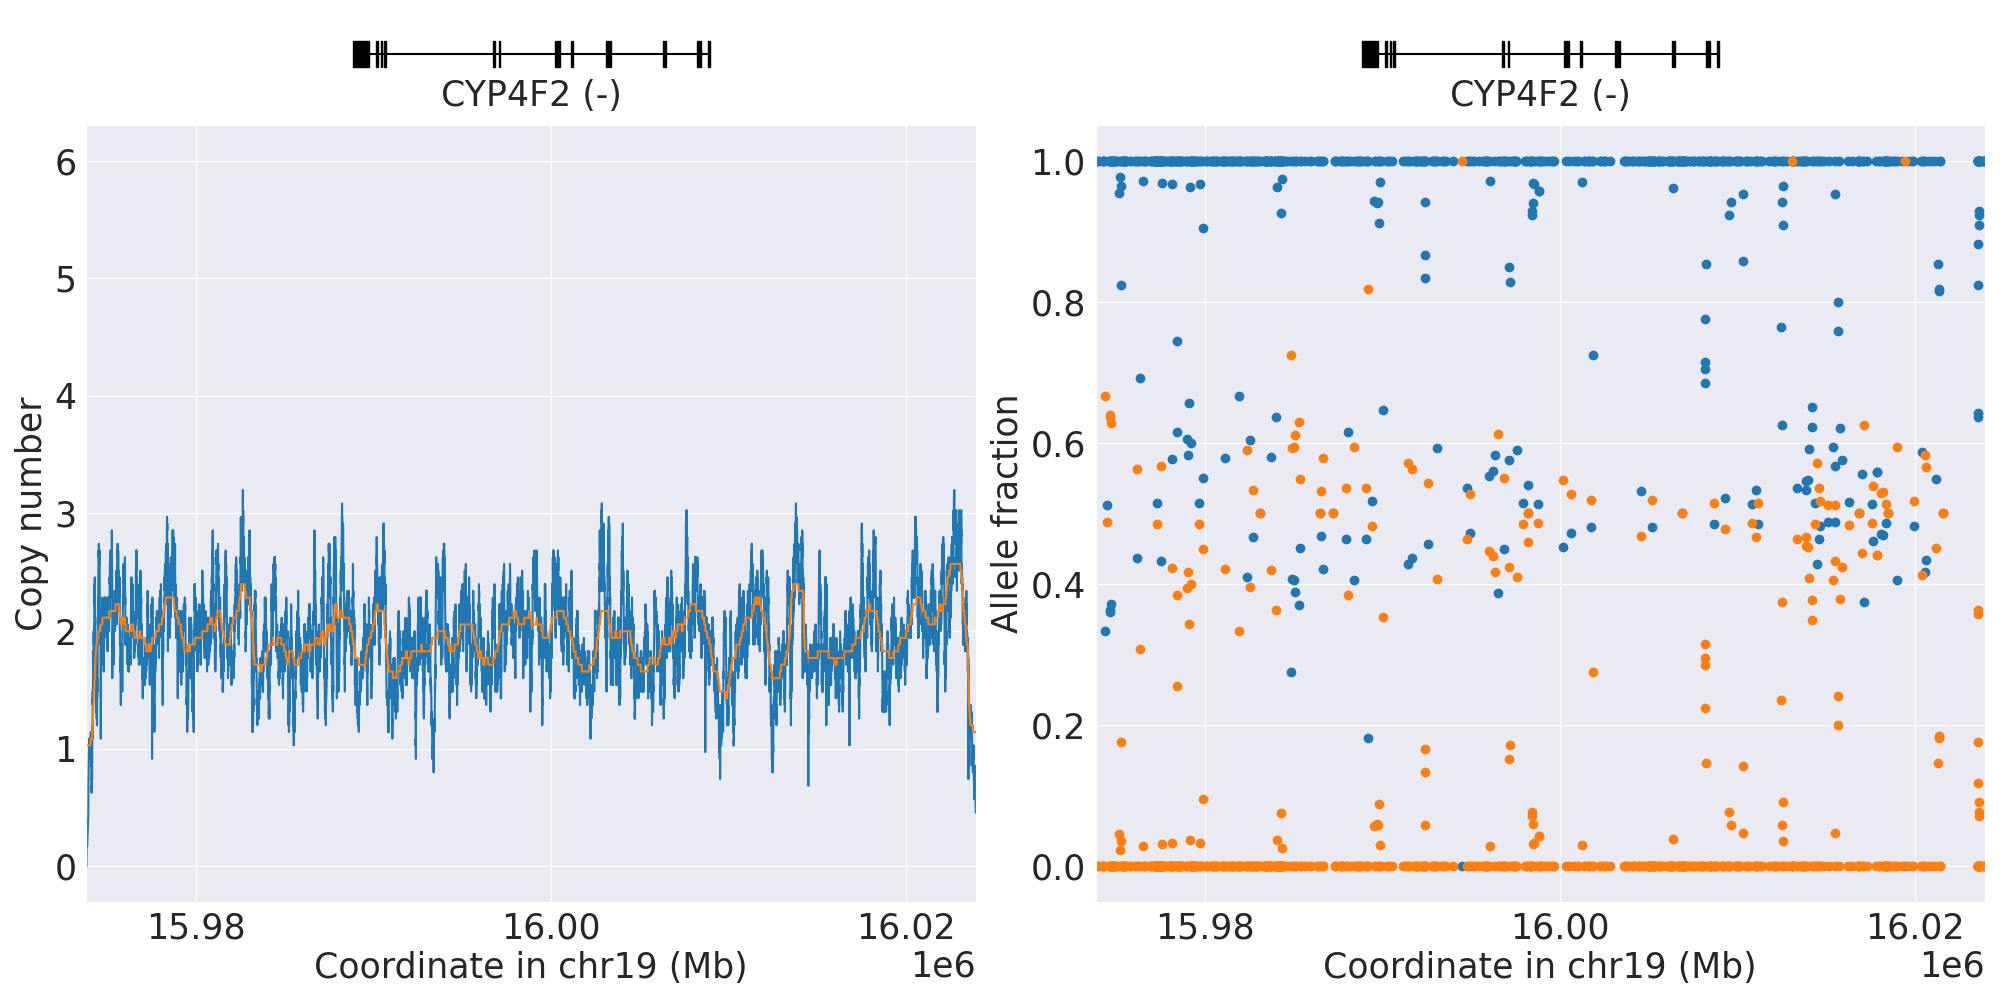 CYP4F2 (-)
6
5
4
3
2
1
0
Copy number
15.98
16.00
16.02
Coordinate in chr19 (Mb)
1e6
CYP4F2 (-)
1.0
0.8
0.6
0.4
0.2
0.0
Allele fraction
15.98
16.00
16.02
Coordinate in chr19 (Mb)
1e6